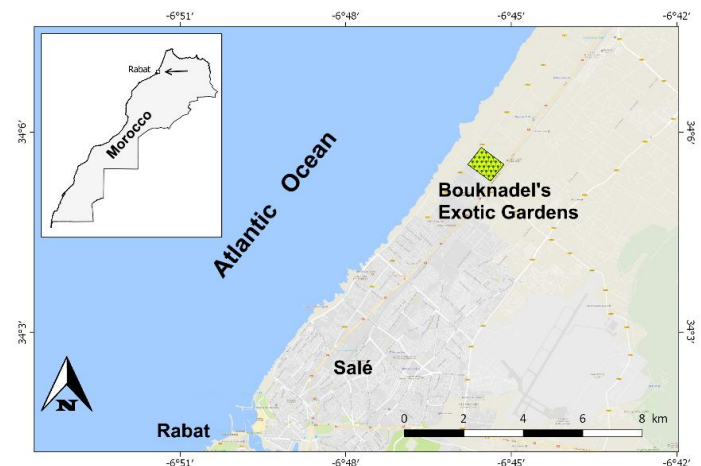 -6°51'
-6°48'
-6°45'
-6°42'
Rabat
Morocco
34°6'
34°6'
Atlantic Ocean
Bouknadel's
Exotic Gardens
34°3'
34°3'
Salé
N
Rabat
0 2 4 6 8 km
-6°51'
-6°48'
-6°45'
-6°42'